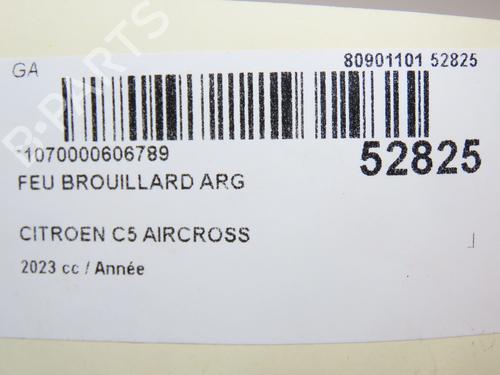 GA
80901101 52825
-1070000606789
52825
FEU BROUILLARD ARG
CITROEN C5 AIRCROSS
2023 cc / Année
B-PARTS